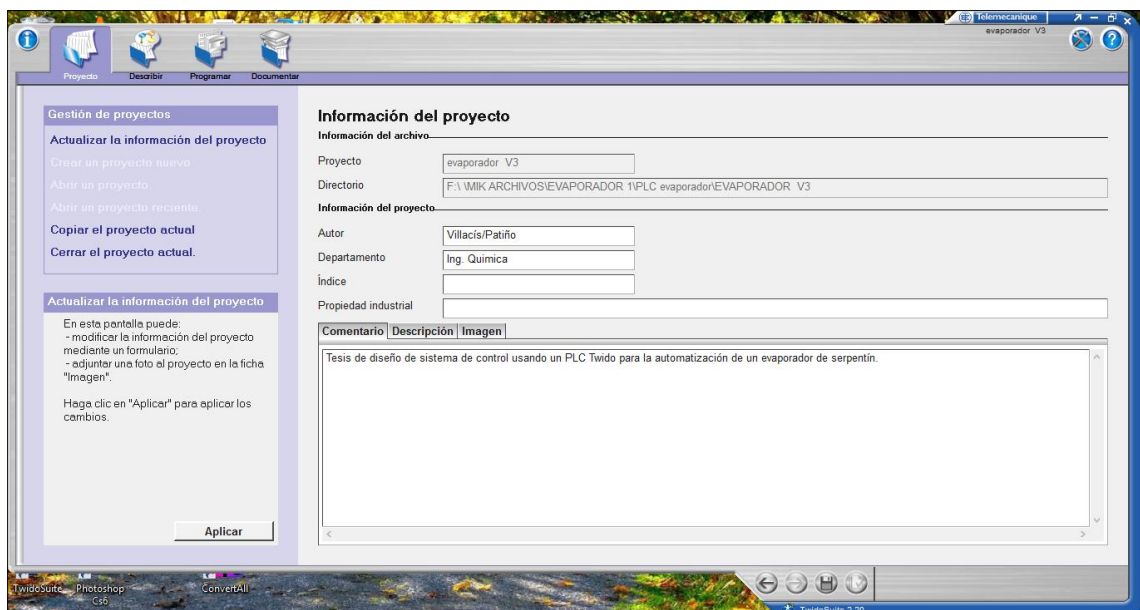 Telemecanique
evaporador V3
Proyecto
Describir
Programar
Documentar
Gestión de proyectos
Actualizar la información del proyecto
Crear un proyecto nuevo
Abrir un proyecto
Abrir un proyecto reciente.
Copiar el proyecto actual
Cerrar el proyecto actual.
Actualizar la información del proyecto
En esta pantalla puede:
- modificar la información del proyecto
mediante un formulario;
- adjuntar una foto al proyecto en la ficha
"Imagen".
Haga clic en "Aplicar" para aplicar los
cambios.
Aplicar
Información del proyecto
Información del archivo
Proyecto evaporador V3
Directorio F:\ \MIK ARCHIVOS\EVAPORADOR 1\PLC evaporador\EVAPORADOR V3
Información del proyecto
Autor Villacís/Patiño
Departamento Ing. Quimica
Índice
Propiedad industrial
Comentario Descripción Imagen
Tesis de diseño de sistema de control usando un PLC Twido para la automatización de un evaporador de serpentín.
TwidoSuite Photoshop ConvertAll
Cs6
TwidoSuite 2.20